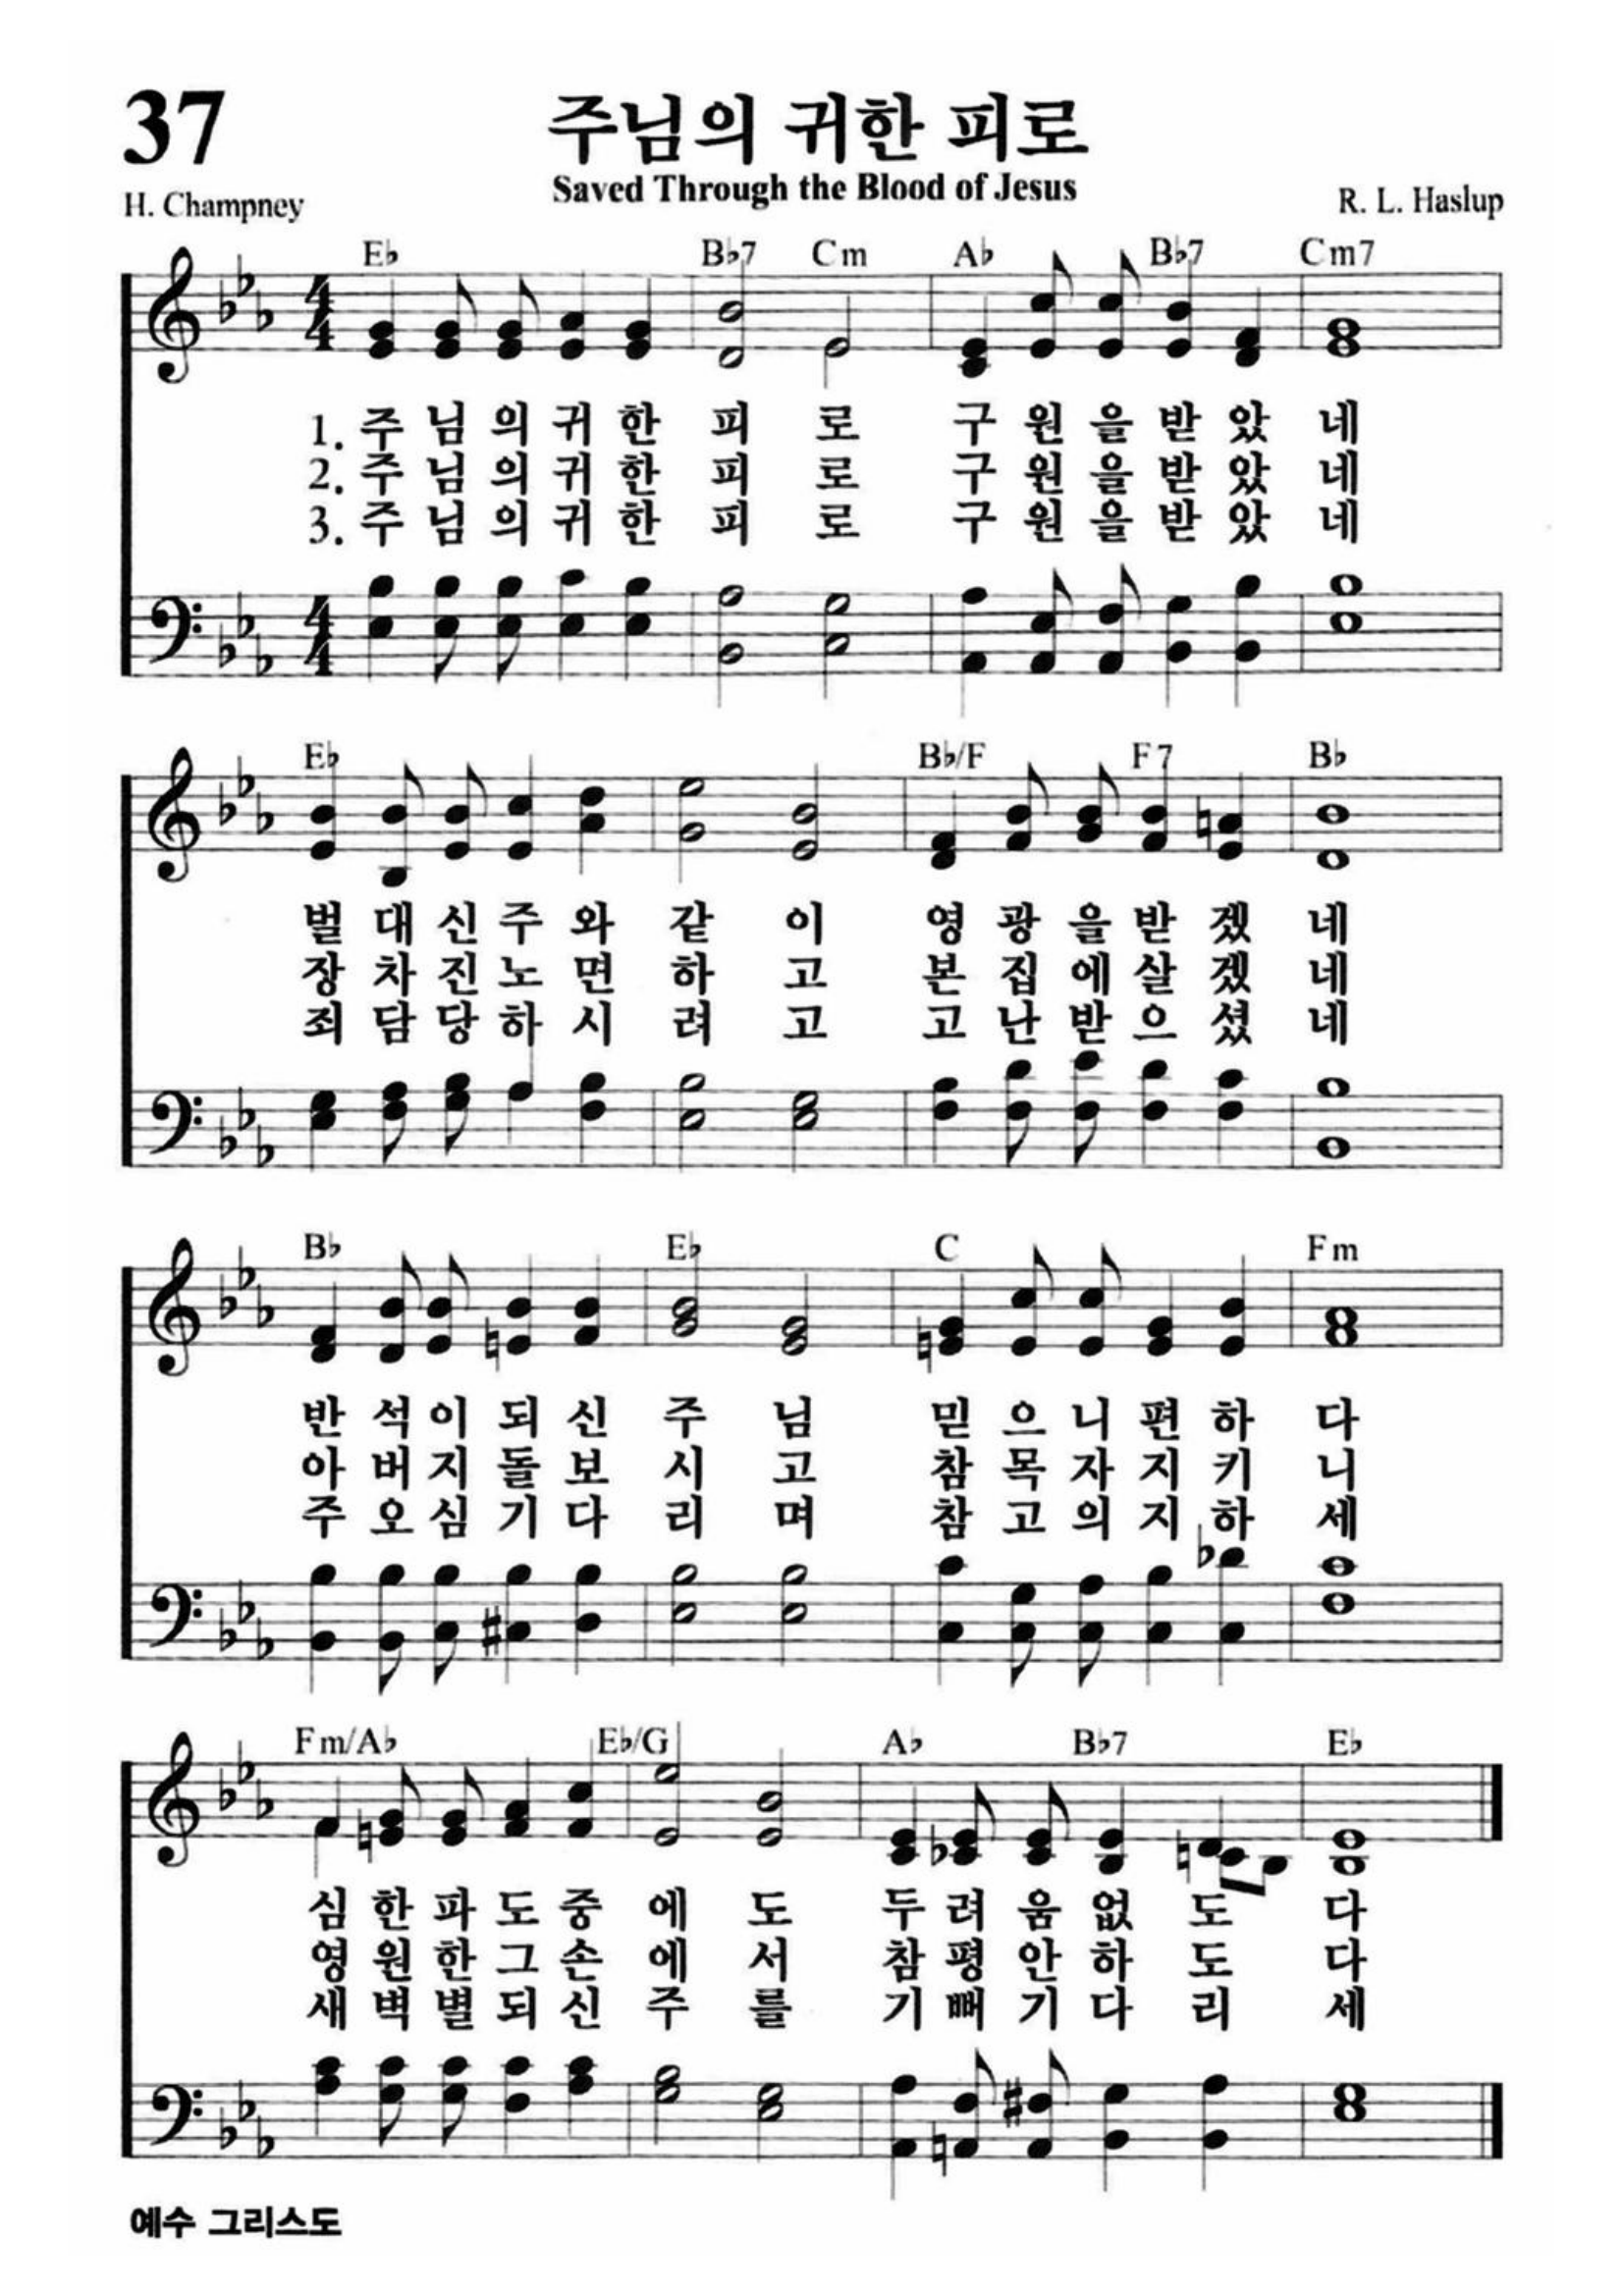 37
주님의 귀한 피로
Saved Through the Blood of Jesus
H. Champney
R. L. Haslup
E♭ B♭7 Cm A♭ B♭7 Cm7
1. 주 님 의 귀 한 피 로 구 원 을 받 았 네
2. 주 님 의 귀 한 피 로 구 원 을 받 았 네
3. 주 님 의 귀 한 피 로 구 원 을 받 았 네
E♭ B♭/F F7 B♭
벌 대 신 주 와 같 이 영 광 을 받 겠 네
장 차 진 노 면 하 고 본 집 에 살 겠 네
죄 담 당 하 시 려 고 고 난 받 으 셨 네
B♭ E♭ C Fm
반 석 이 되 신 주 님 믿 으 니 편 하 다
아 버 지 돌 보 시 고 참 목 자 지 키 니
주 오 심 기 다 리 며 참 고 의 지 하 세
Fm/A♭ E♭/G A♭ B♭7 E♭
심 한 파 도 중 에 도 두 려 움 없 도 다
영 원 한 그 손 에 서 참 평 안 하 도 다
새 벽 별 되 신 주 를 기 뻐 기 다 리 세
예수 그리스도